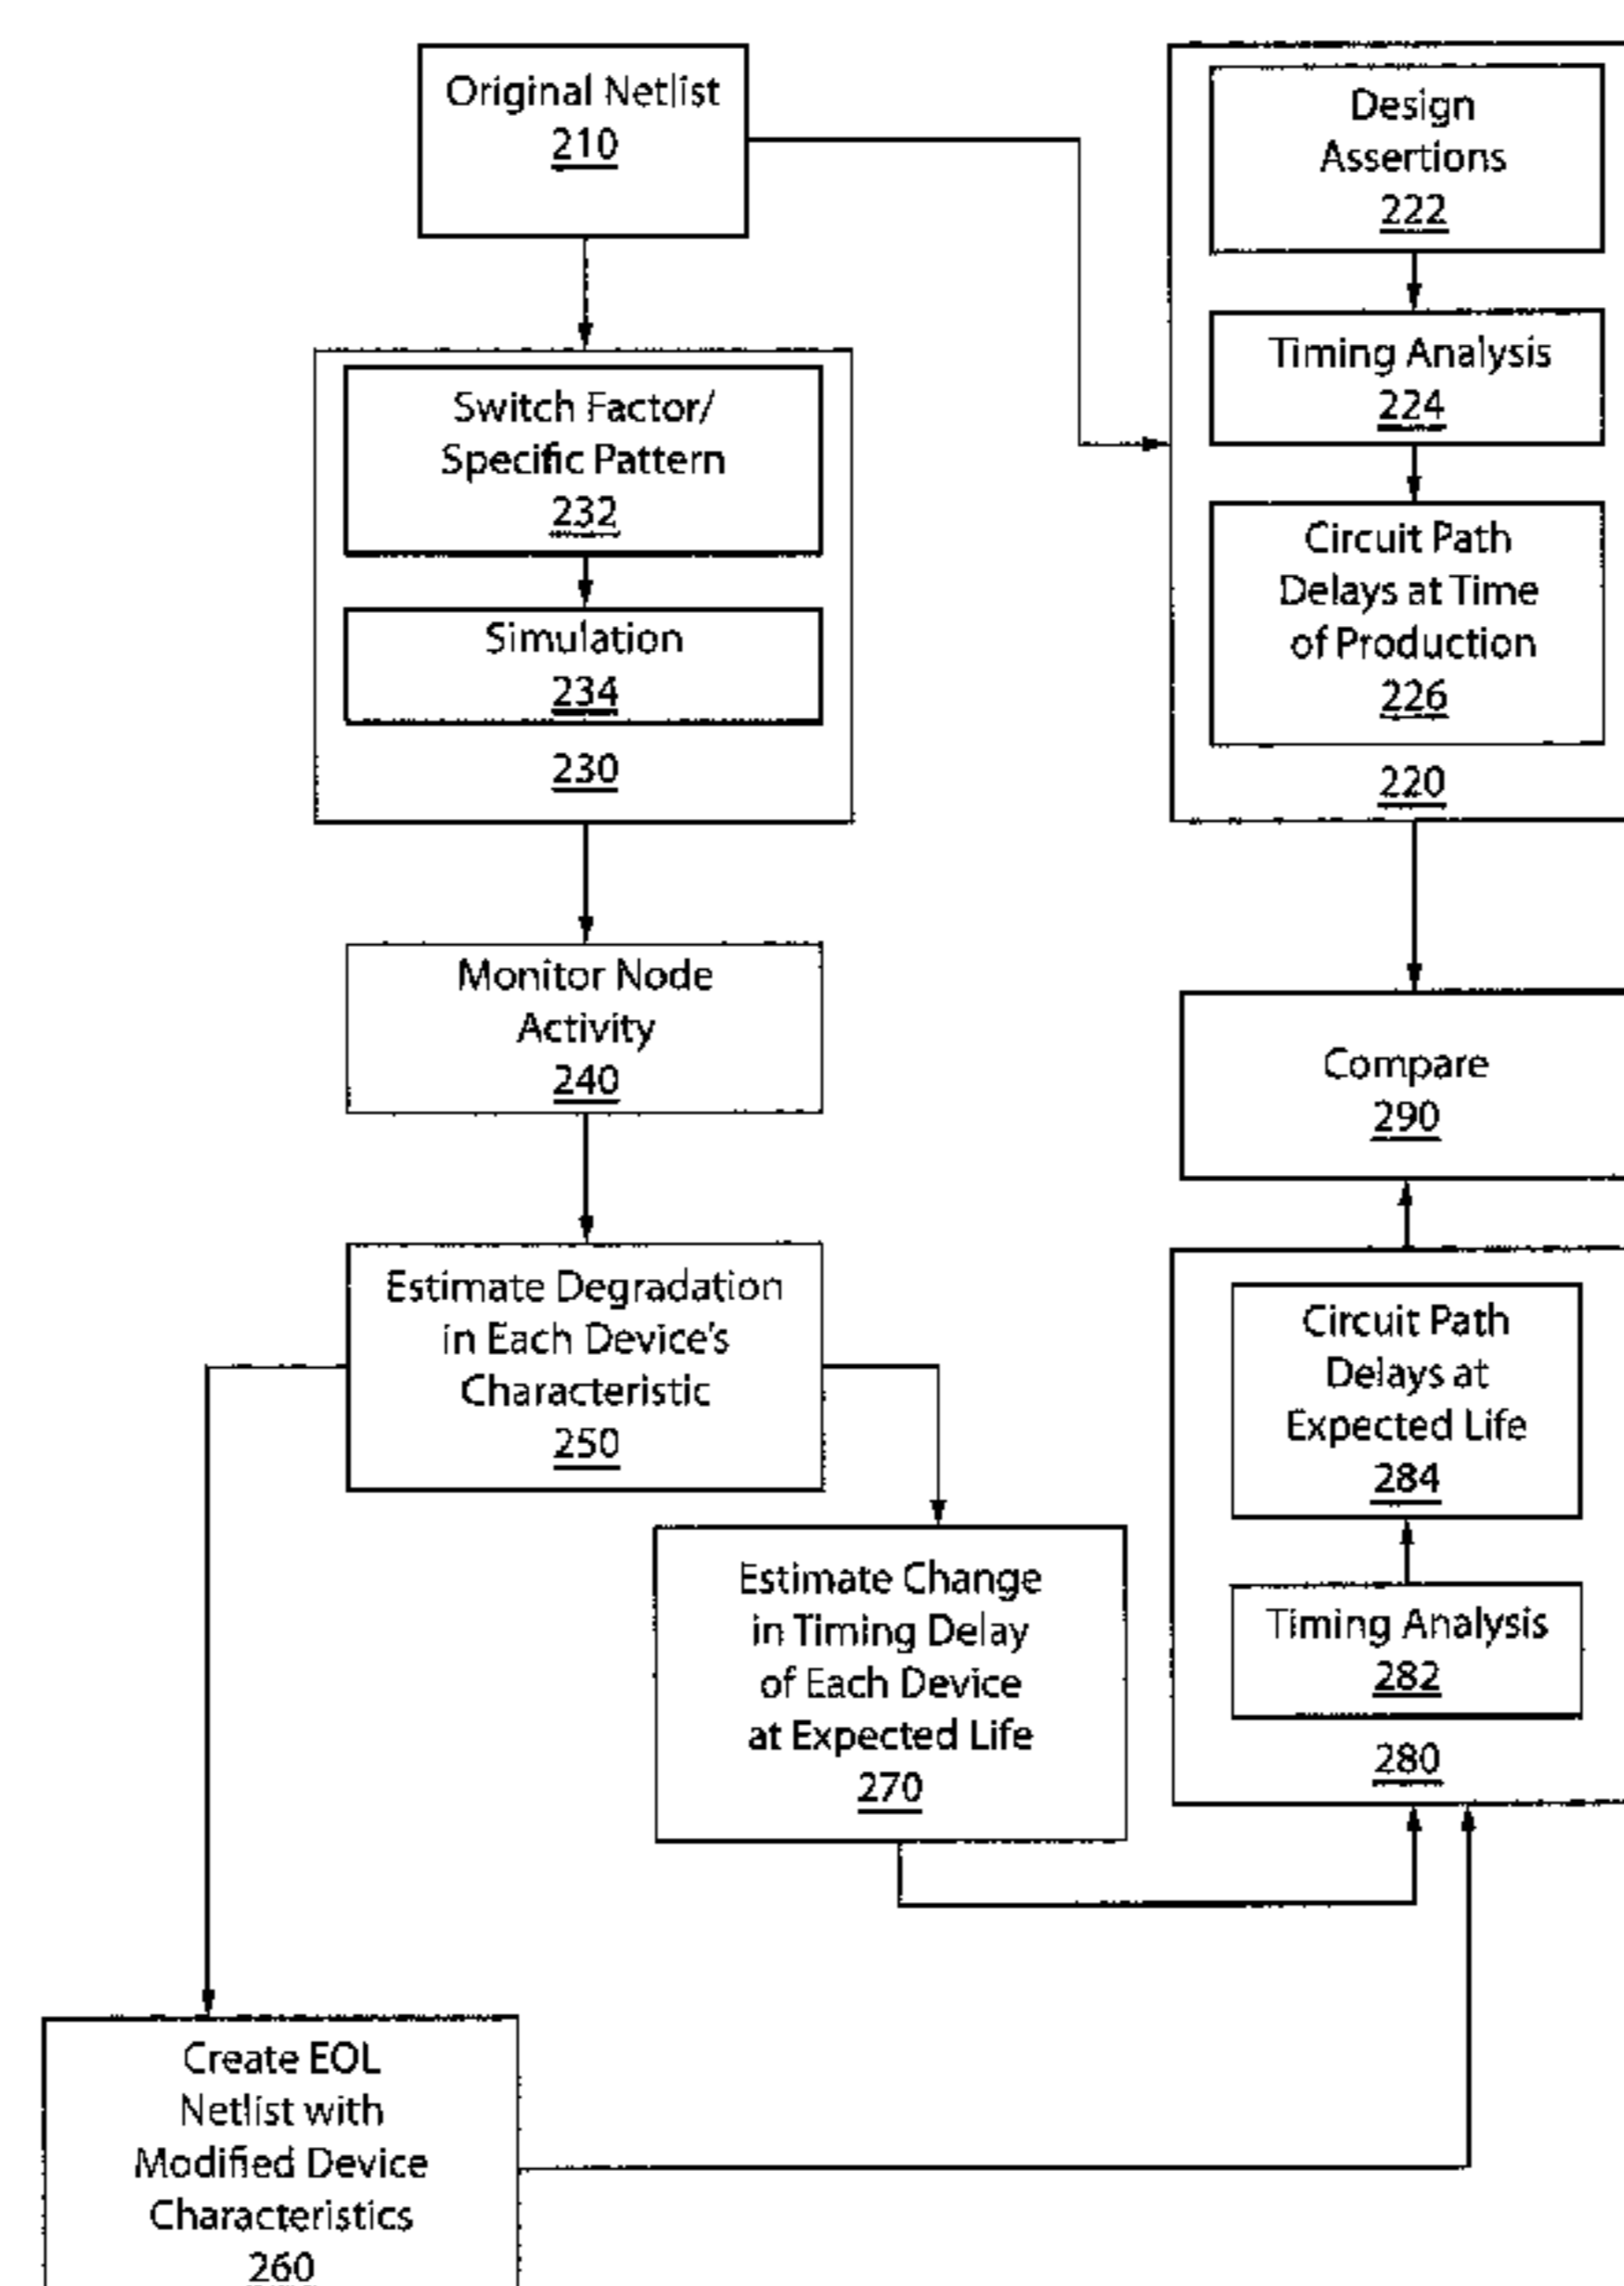 Original Netlist
210
Design
Assertions
222
Timing Analysis
224
Circuit Path
Delays at Time
of Production
226
220
Switch Factor/
Specific Pattern
232
Simulation
234
230
Monitor Node
Activity
240
Compare
290
Estimate Degradation
in Each Device's
Characteristic
250
Circuit Path
Delays at
Expected Life
284
Timing Analysis
282
280
Estimate Change
in Timing Delay
of Each Device
at Expected Life
270
Create EOL
Netlist with
Modified Device
Characteristics
260